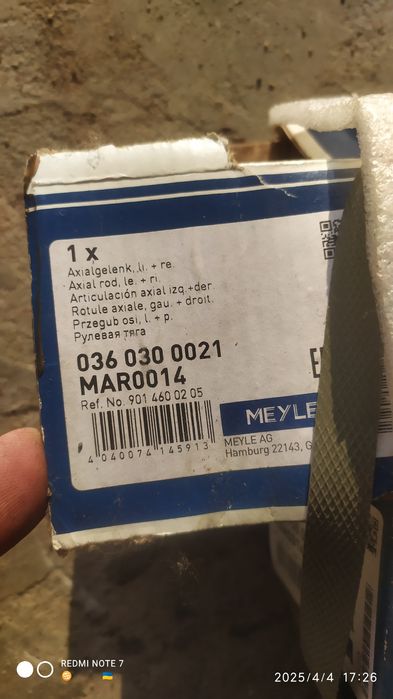 1 x
Axialgelenk, li. + re.
Axial rod, le. + ri.
Articulación axial izq.+der.
Rotule axiale, gau. + droit.
Przegub osi, l. + p.
Рулевая тяга
036 030 0021
MAR0014
Ref. No. 901 460 02 05
4 040074 145913
MEYLE
MEYLE AG
Hamburg 22143, G
REDMI NOTE 7
2025/4/4 17:26